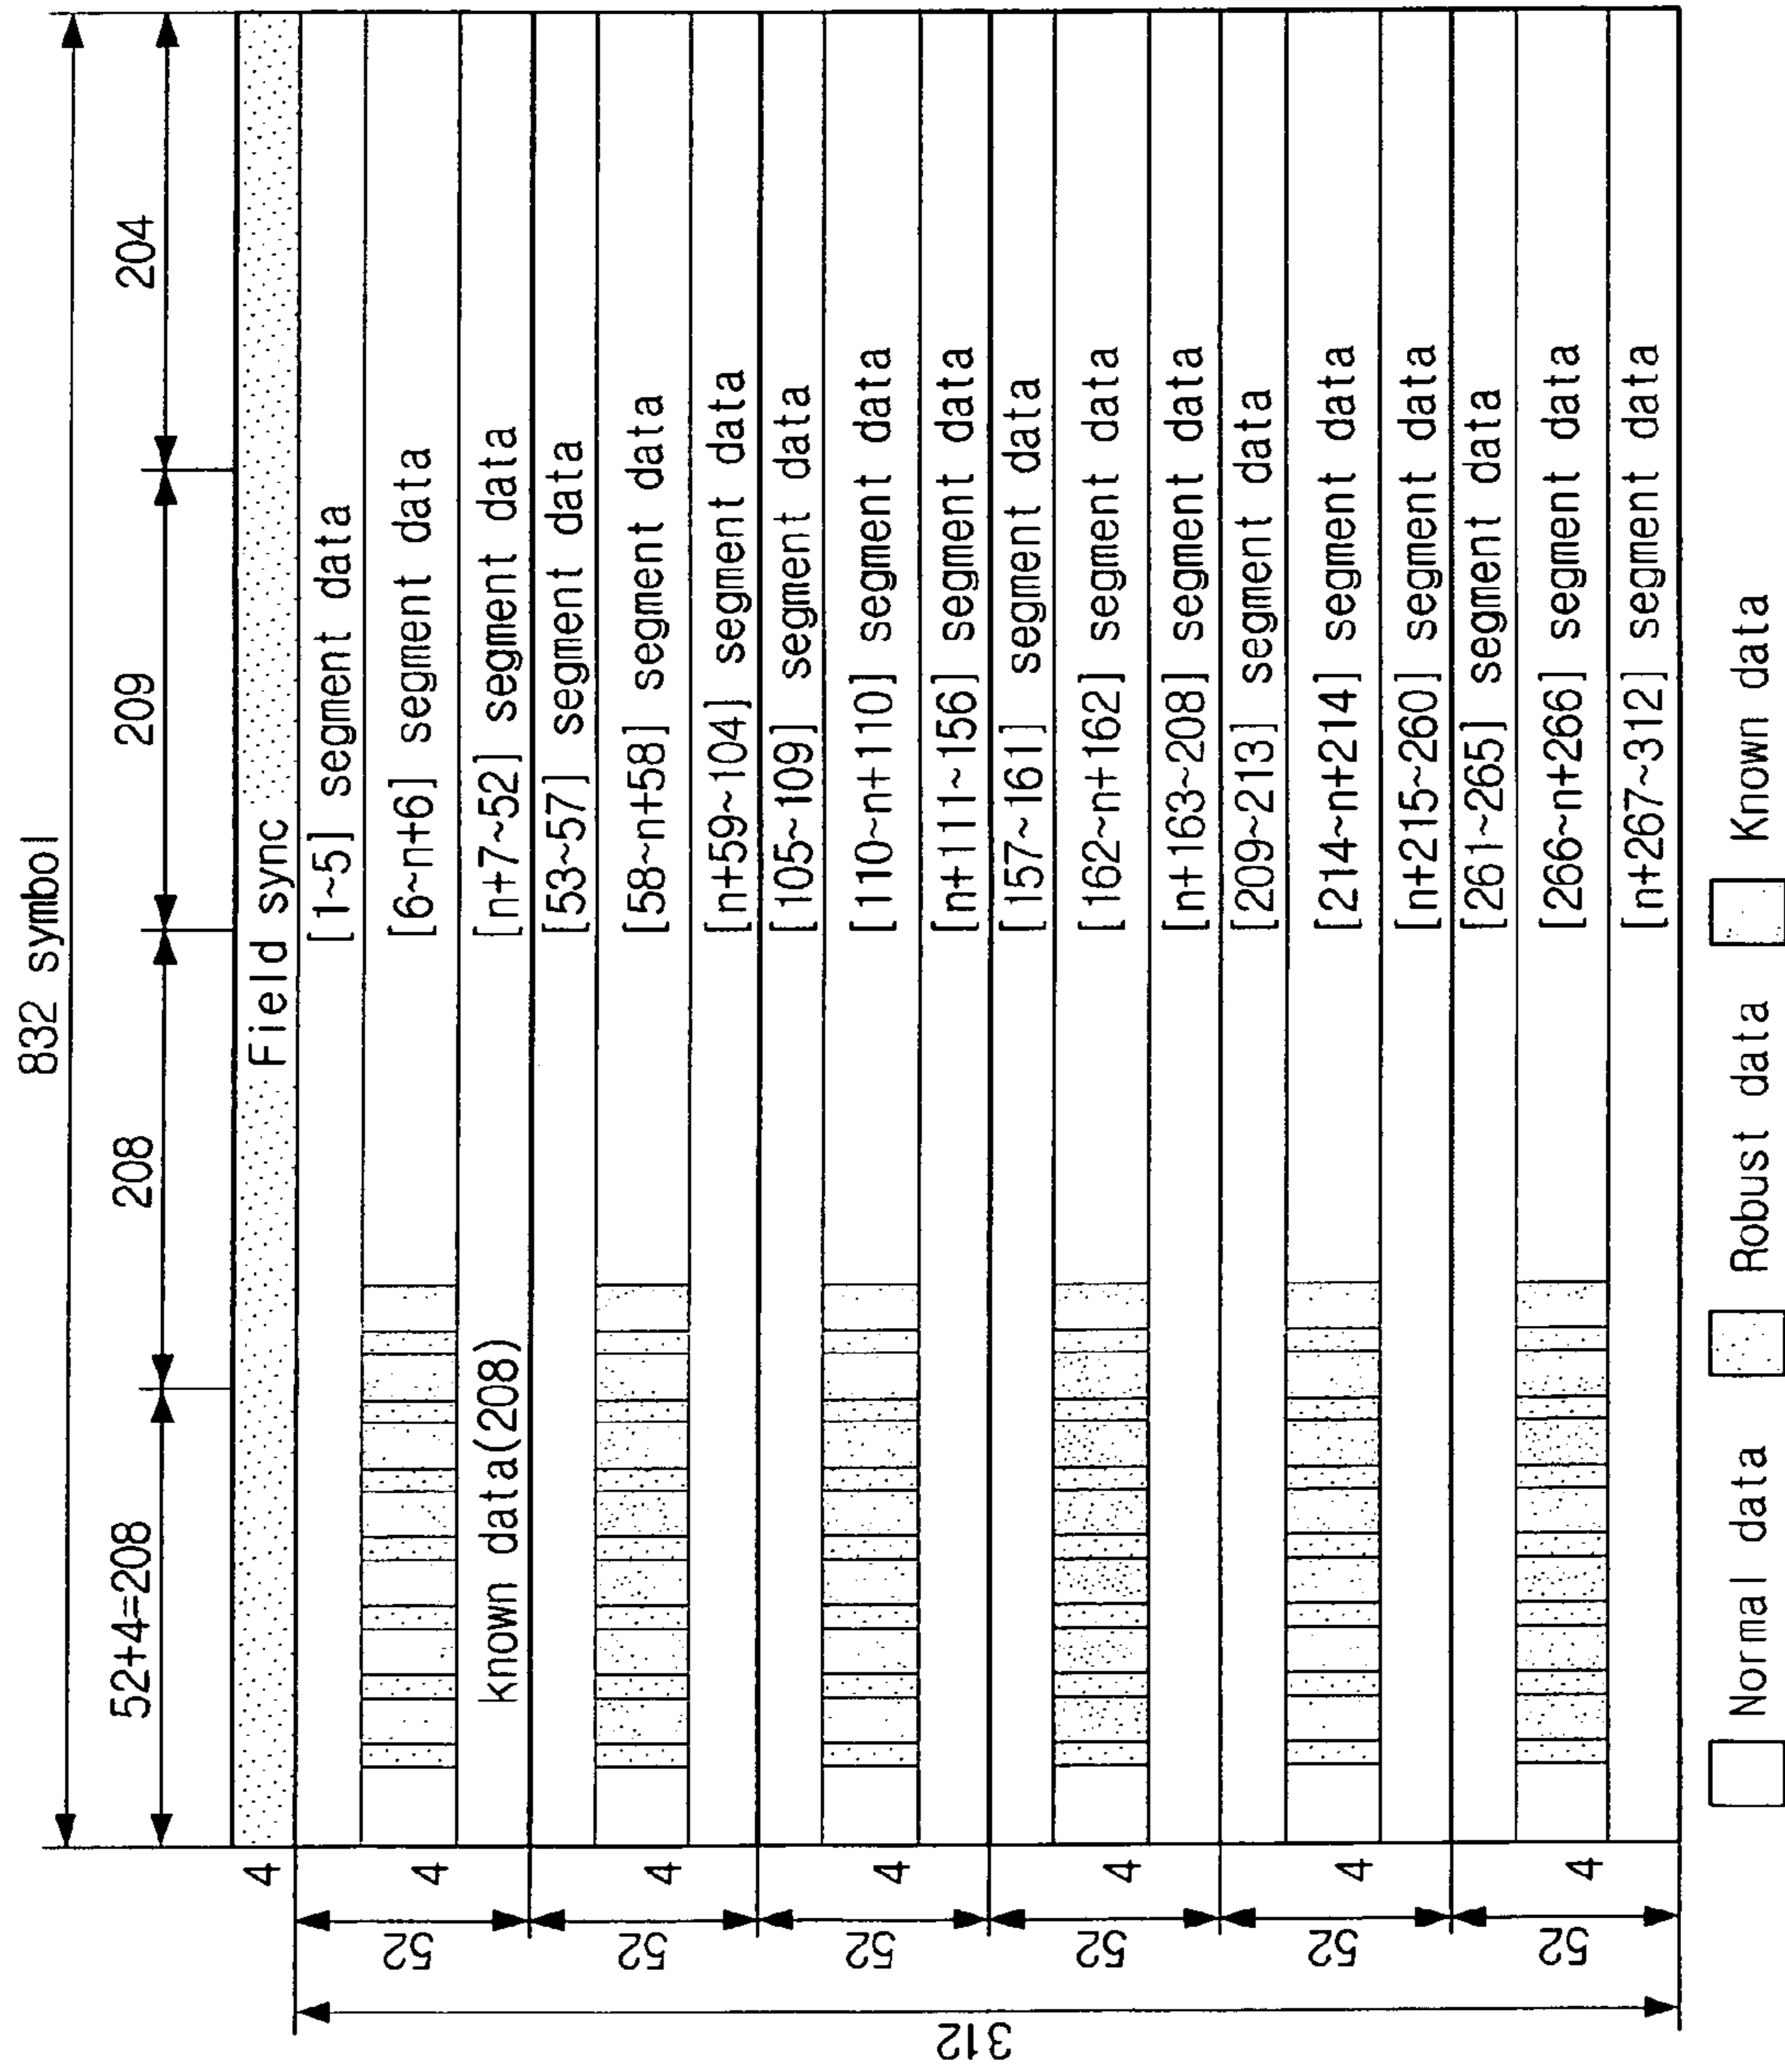 832 symbol
52+4=208
208
209
204
4
Field sync
[1~5] segment data
4
[6~n+6] segment data
known data(208)
[n+7~52] segment data
52
[53~57] segment data
4
[58~n+58] segment data
[n+59~104] segment data
52
[105~109] segment data
4
[110~n+110] segment data
[n+111~156] segment data
52
[157~161] segment data
4
[162~n+162] segment data
[n+163~208] segment data
52
[209~213] segment data
4
[214~n+214] segment data
[n+215~260] segment data
52
[261~265] segment data
4
[266~n+266] segment data
[n+267~312] segment data
52
312
Normal data
Robust data
Known data